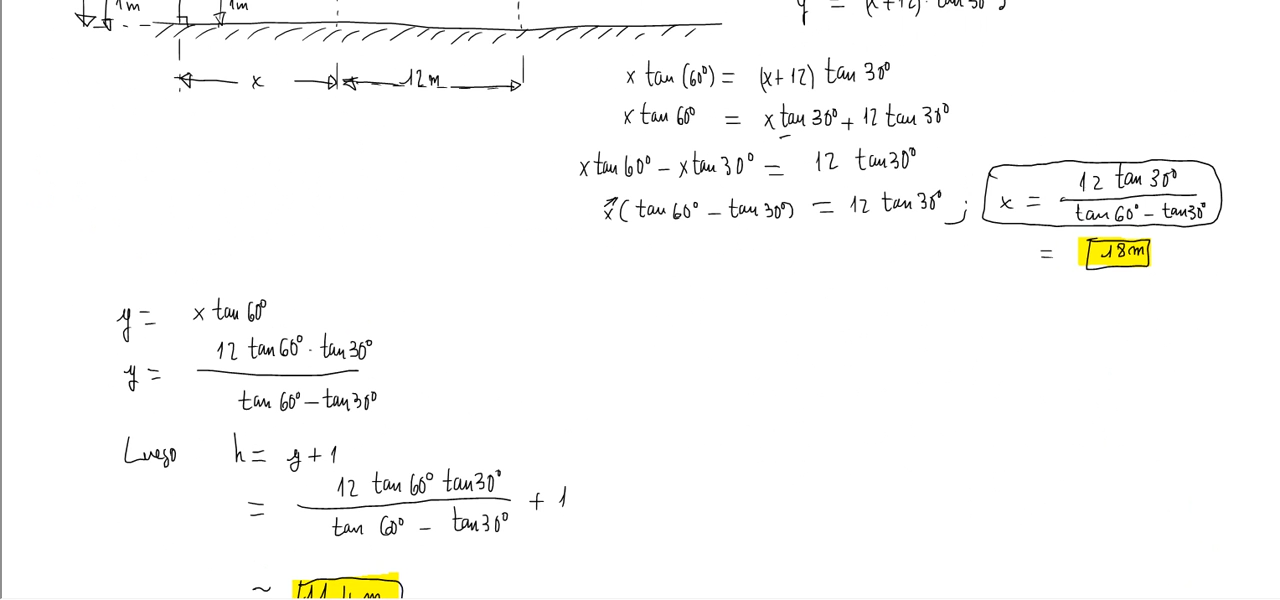 1m 1m
y = (x+12) · tan 30°
x 12m
x tan (60°) = (x+12) tan 30°
x tan 60° = x tan 30° + 12 tan 30°
x tan 60° - x tan 30° = 12 tan 30°
x (tan 60° - tan 30°) = 12 tan 30° ; x = 12 tan 30° / tan 60° - tan 30°
= 18m
y = x tan 60°
y = 12 tan 60° · tan 30° / tan 60° - tan 30°
Luego h = y + 1
= 12 tan 60° tan 30° / tan 60° - tan 30° + 1
~ 11.4 m